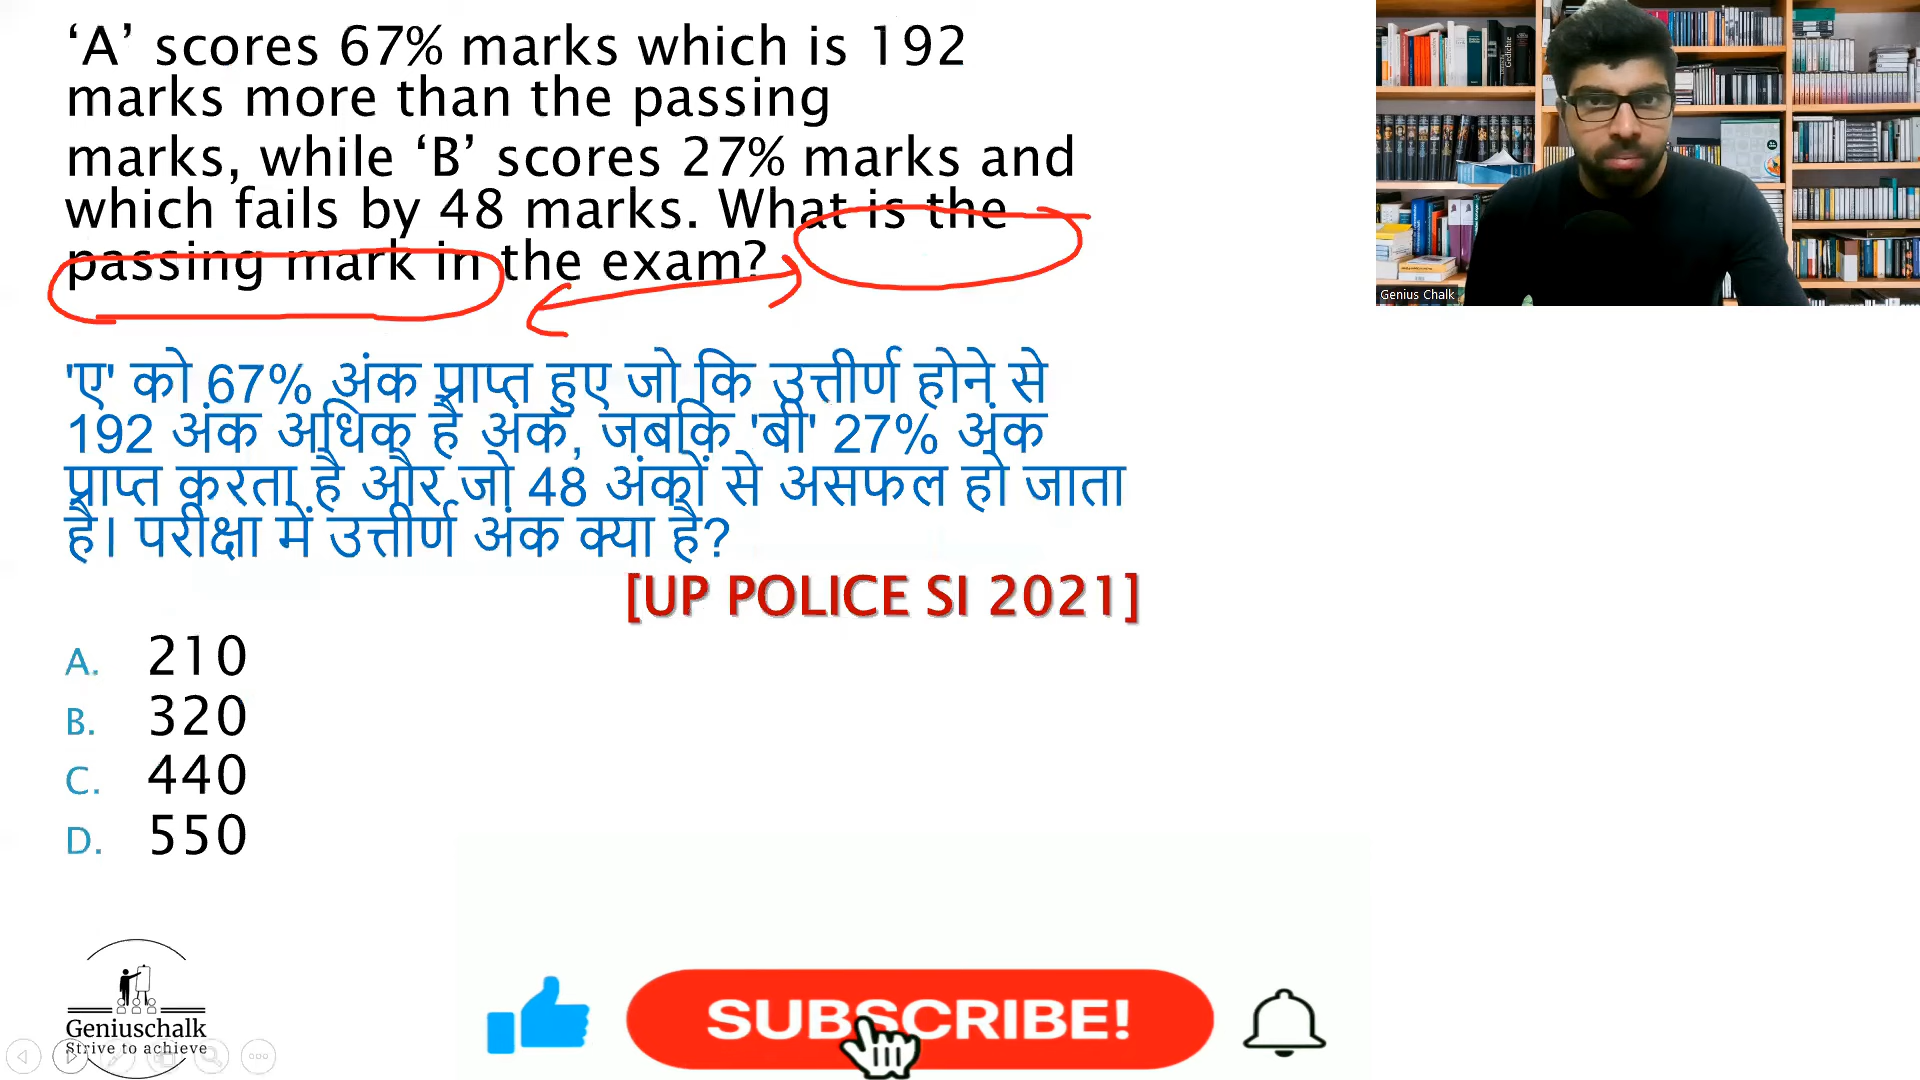 ‘A’ scores 67% marks which is 192
marks more than the passing
marks, while ‘B’ scores 27% marks and
which fails by 48 marks. What is the
passing mark in the exam?
'ए' को 67% अंक प्राप्त हुए जो कि उत्तीर्ण होने से
192 अंक अधिक है अंक, जबकि 'बी' 27% अंक
प्राप्त करता है और जो 48 अंकों से असफल हो जाता
है। परीक्षा में उत्तीर्ण अंक क्या है?
[UP POLICE SI 2021]
A. 210
B. 320
C. 440
D. 550
Genius Chalk
Geniuschalk
Strive to achieve
SUBSCRIBE!